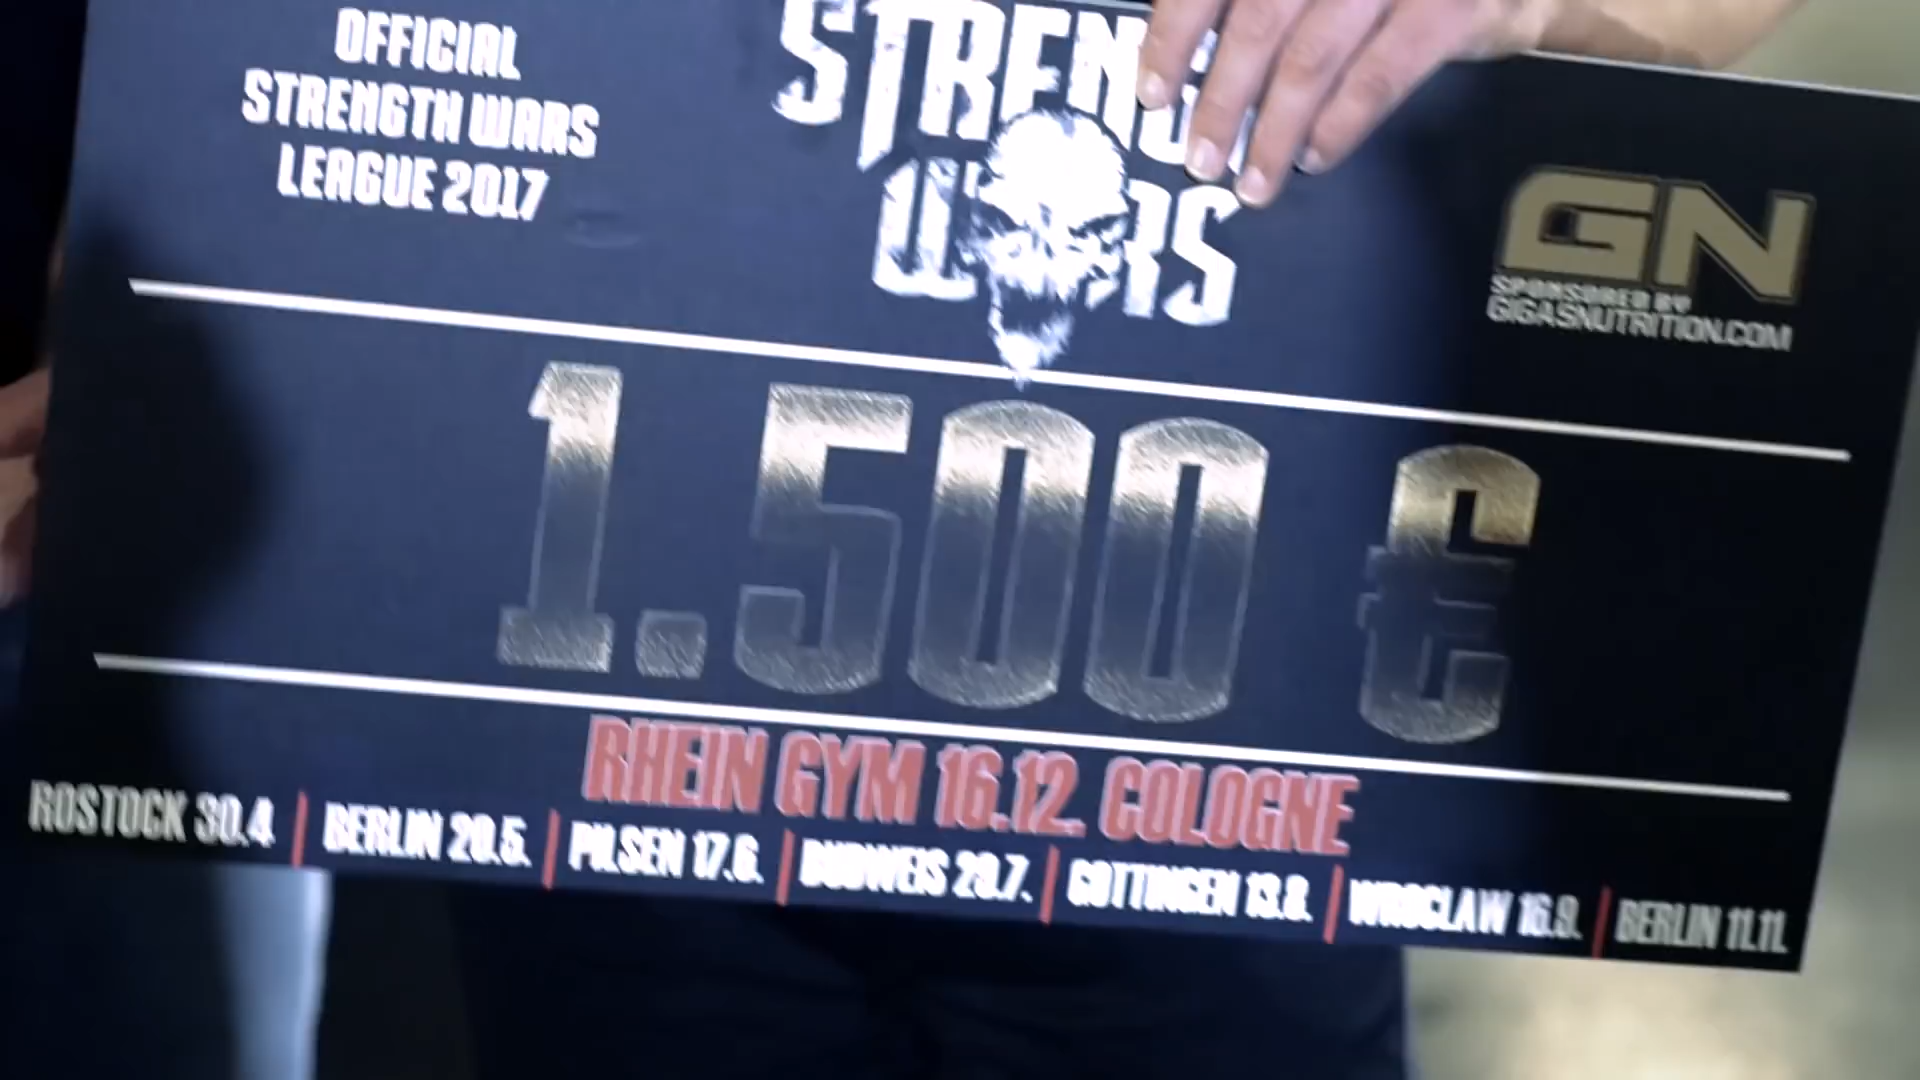 OFFICIAL
STRENGTH WARS
LEAGUE 2017
STRENG
WARS
GN
SPONSORED BY
GIGASNUTRITION.COM
1.500 €
RHEIN GYM 16.12. COLOGNE
ROSTOCK 30.4 | BERLIN 20.5. | PILSEN 17.6. | BUDWEIS 29.7. | GÖTTINGEN 13.8. | WROCLAW 16.9. | BERLIN 11.11.